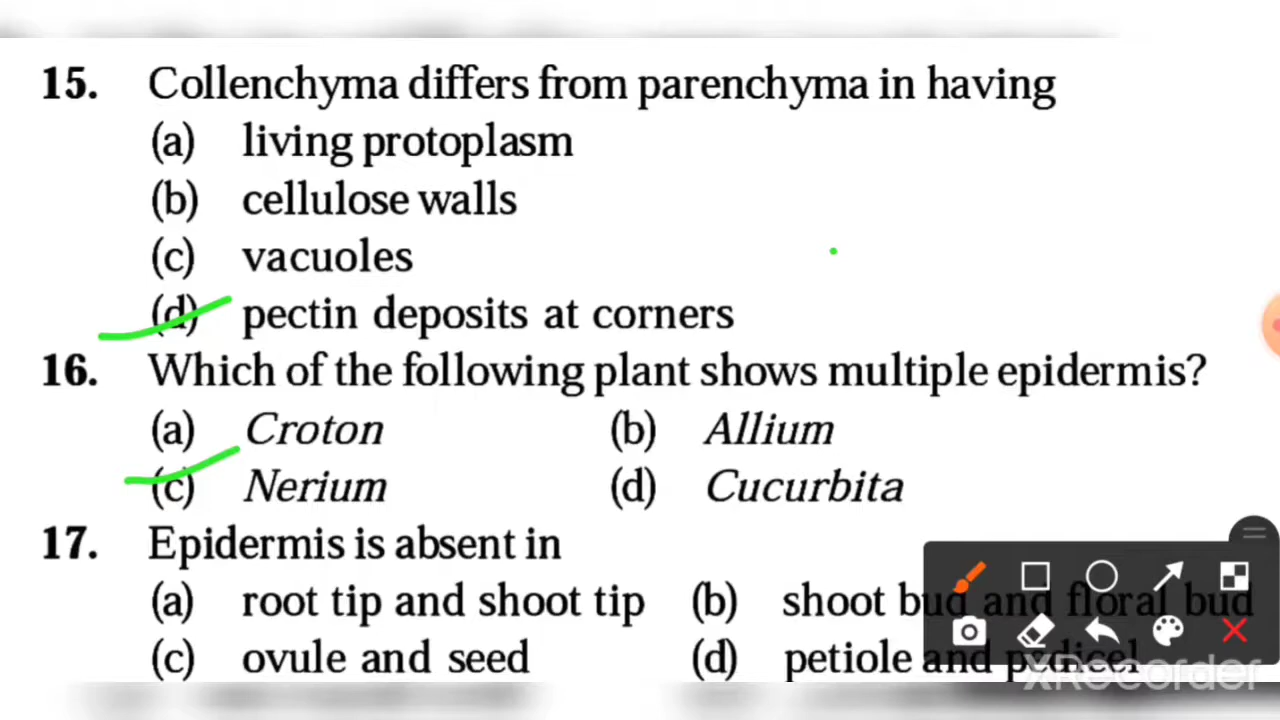 15. Collenchyma differs from parenchyma in having
(a) living protoplasm
(b) cellulose walls
(c) vacuoles
(d) pectin deposits at corners
16. Which of the following plant shows multiple epidermis?
(a) Croton (b) Allium
(c) Nerium (d) Cucurbita
17. Epidermis is absent in
(a) root tip and shoot tip (b) shoot bud and floral bud
(c) ovule and seed (d) petiole and pedicel
XRecorder